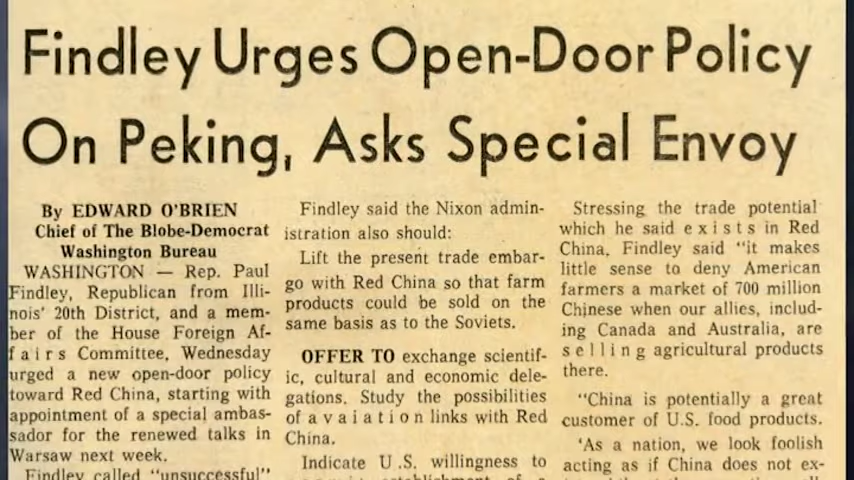 Findley Urges Open-Door Policy
On Peking, Asks Special Envoy
By EDWARD O'BRIEN
Chief of The Blobe-Democrat
Washington Bureau
WASHINGTON — Rep. Paul
Findley, Republican from Illi-
nois' 20th District, and a mem-
ber of the House Foreign Af-
fairs Committee, Wednesday
urged a new open-door policy
toward Red China, starting with
appointment of a special ambas-
sador for the renewed talks in
Warsaw next week.
Findley called "unsuccessful"
Findley said the Nixon admin-
istration also should:
Lift the present trade embar-
go with Red China so that farm
products could be sold on the
same basis as to the Soviets.
OFFER TO exchange scientif-
ic, cultural and economic dele-
gations. Study the possibilities
of avaiation links with Red
China.
Indicate U.S. willingness to
establishment of a
Stressing the trade potential
which he said exists in Red
China, Findley said "it makes
little sense to deny American
farmers a market of 700 million
Chinese when our allies, includ-
ing Canada and Australia, are
selling agricultural products
there.
"China is potentially a great
customer of U.S. food products.
'As a nation, we look foolish
acting as if China does not ex-